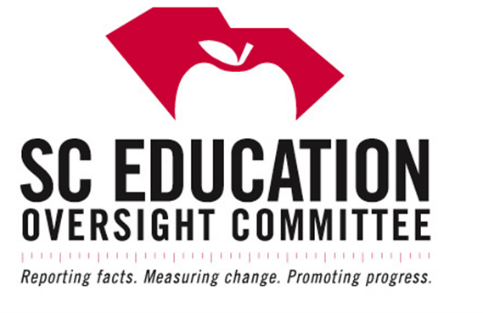 SC EDUCATION
OVERSIGHT COMMITTEE
Reporting facts. Measuring change. Promoting progress.